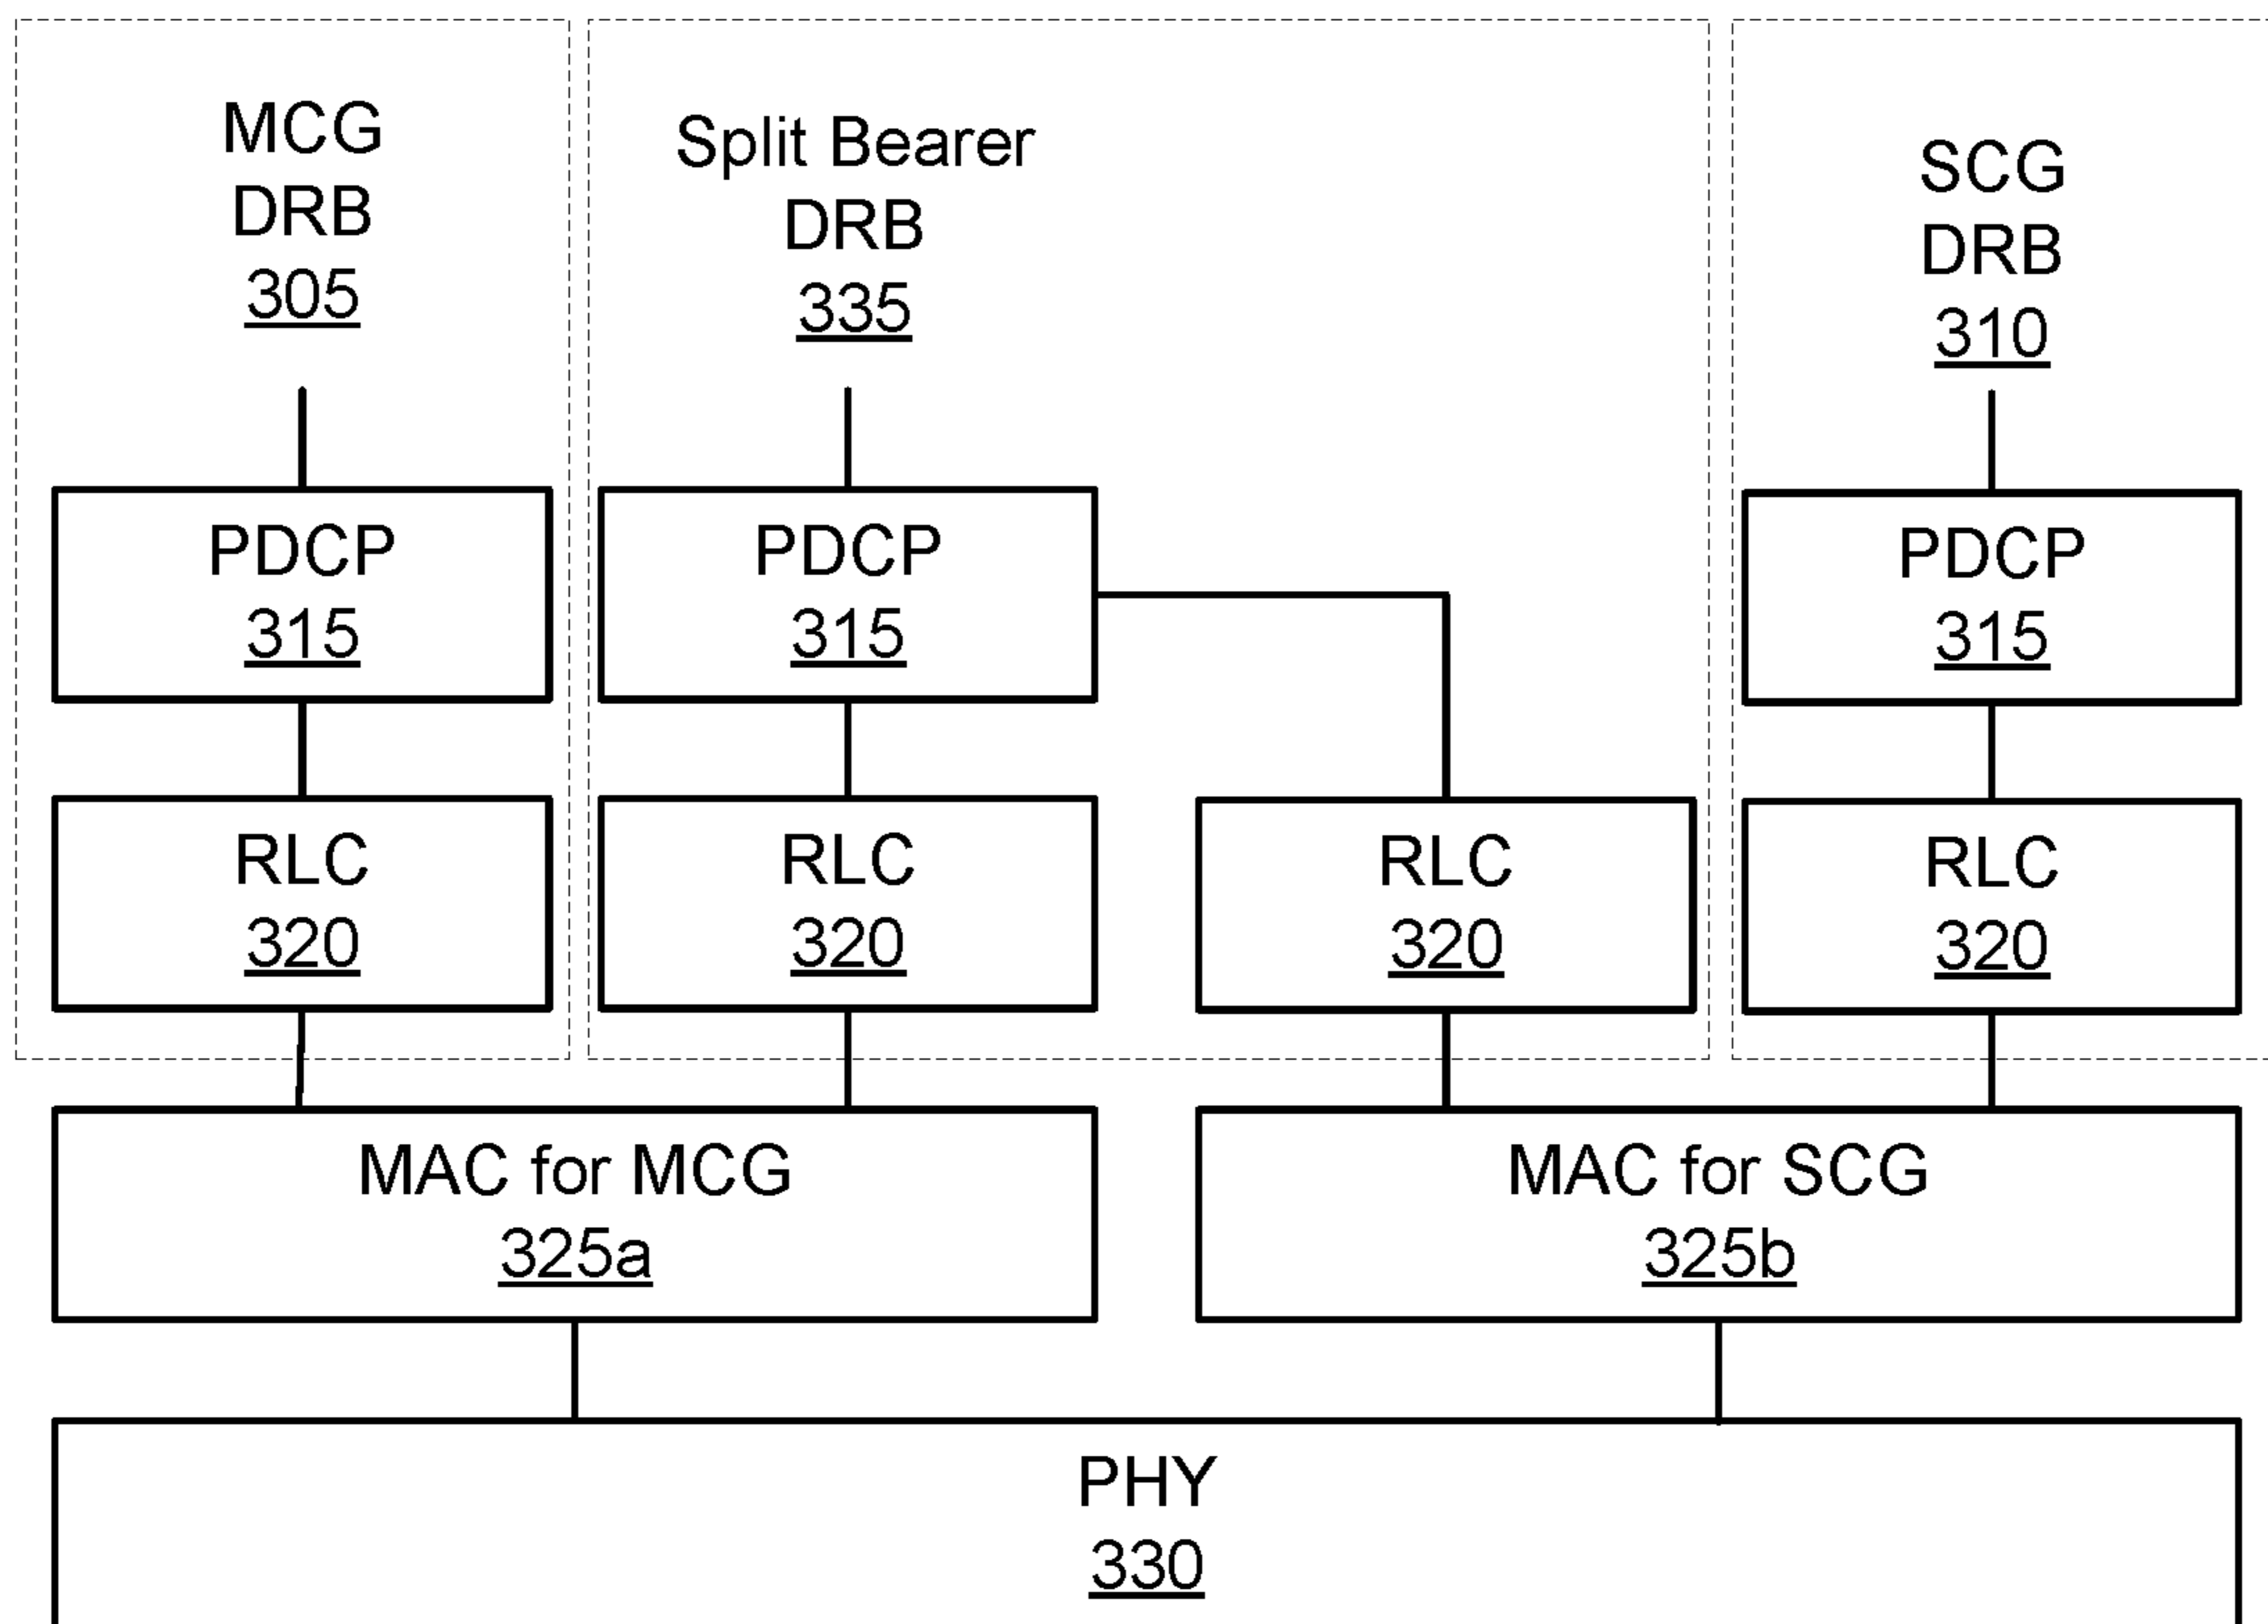 MCG
DRB
305
Split Bearer
DRB
335
SCG
DRB
310
PDCP
315
PDCP
315
PDCP
315
RLC
320
RLC
320
RLC
320
RLC
320
MAC for MCG
325a
MAC for SCG
325b
PHY
330